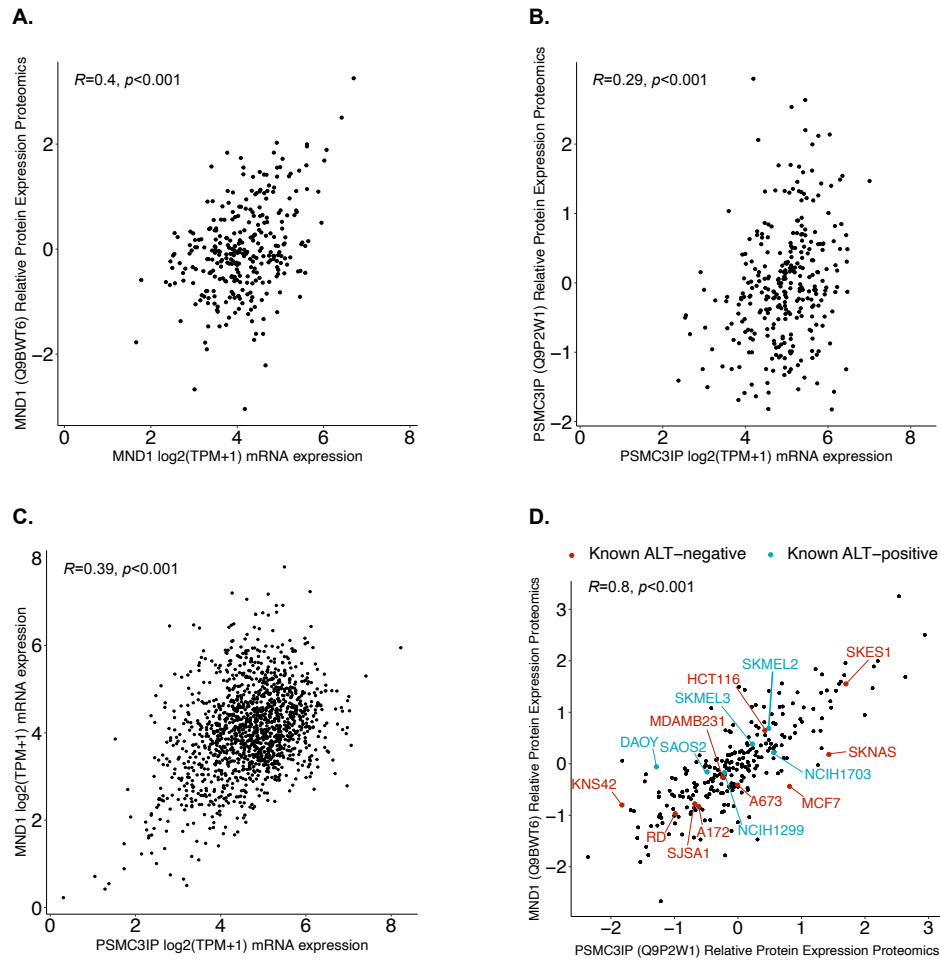 A.
R=0.4, p<0.001
MND1 (Q9BWT6) Relative Protein Expression Proteomics
2
0
−2
0 2 4 6 8
MND1 log2(TPM+1) mRNA expression
B.
R=0.29, p<0.001
PSMC3IP (Q9P2W1) Relative Protein Expression Proteomics
2
1
0
−1
−2
0 2 4 6 8
PSMC3IP log2(TPM+1) mRNA expression
C.
R=0.39, p<0.001
MND1 log2(TPM+1) mRNA expression
8
6
4
2
0
0 2 4 6 8
PSMC3IP log2(TPM+1) mRNA expression
D.
Known ALT−negative
Known ALT−positive
R=0.8, p<0.001
MND1 (Q9BWT6) Relative Protein Expression Proteomics
3
2
1
0
−1
−2
SKES1
SKMEL2
HCT116
SKMEL3
MDAMB231
DAOY
SAOS2
SKNAS
NCIH1703
KNS42
A673
MCF7
RD
A172
NCIH1299
SJSA1
−2 −1 0 1 2 3
PSMC3IP (Q9P2W1) Relative Protein Expression Proteomics